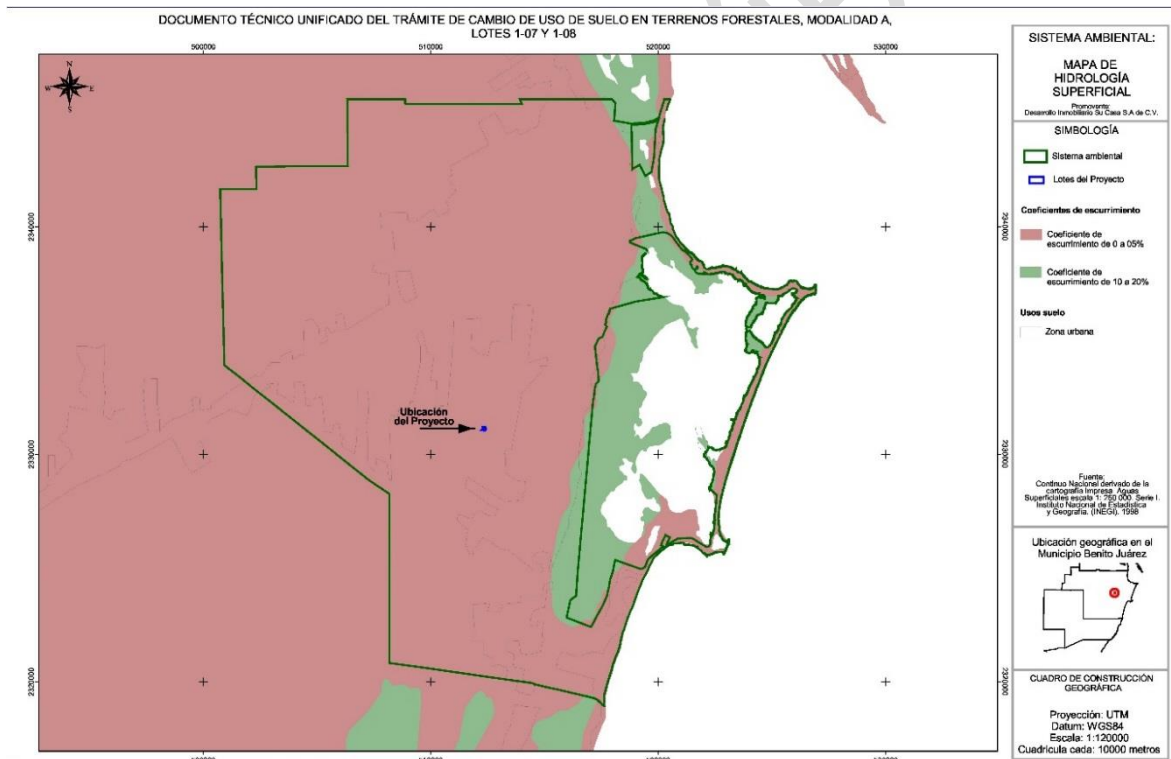 DOCUMENTO TÉCNICO UNIFICADO DEL TRÁMITE DE CAMBIO DE USO DE SUELO EN TERRENOS FORESTALES, MODALIDAD A,
LOTES 1-07 Y 1-08
500000
510000
520000
530000
N
W
E
S
2340000
2340000
2330000
2330000
2320000
2320000
Ubicación
del Proyecto
SISTEMA AMBIENTAL:
MAPA DE
HIDROLOGÍA
SUPERFICIAL
Promovente:
Desarrollo Inmobiliario Su Casa S.A de C.V.
SIMBOLOGÍA
Sistema ambiental
Lotes del Proyecto
Coeficientes de escurrimiento
Coeficiente de
escurrimiento de 0 a 05%
Coeficiente de
escurrimiento de 10 a 20%
Usos suelo
Zona urbana
Fuente:
Continuo Nacional derivado de la
cartografía impresa Aguas
Superficiales escala 1: 250 000. Serie I.
Instituto Nacional de Estadística
y Geografía. (INEGI). 1998
Ubicación geográfica en el
Municipio Benito Juárez
CUADRO DE CONSTRUCCIÓN
GEOGRÁFICA
Proyección: UTM
Datum: WGS84
Escala: 1:120000
Cuadrícula cada: 10000 metros